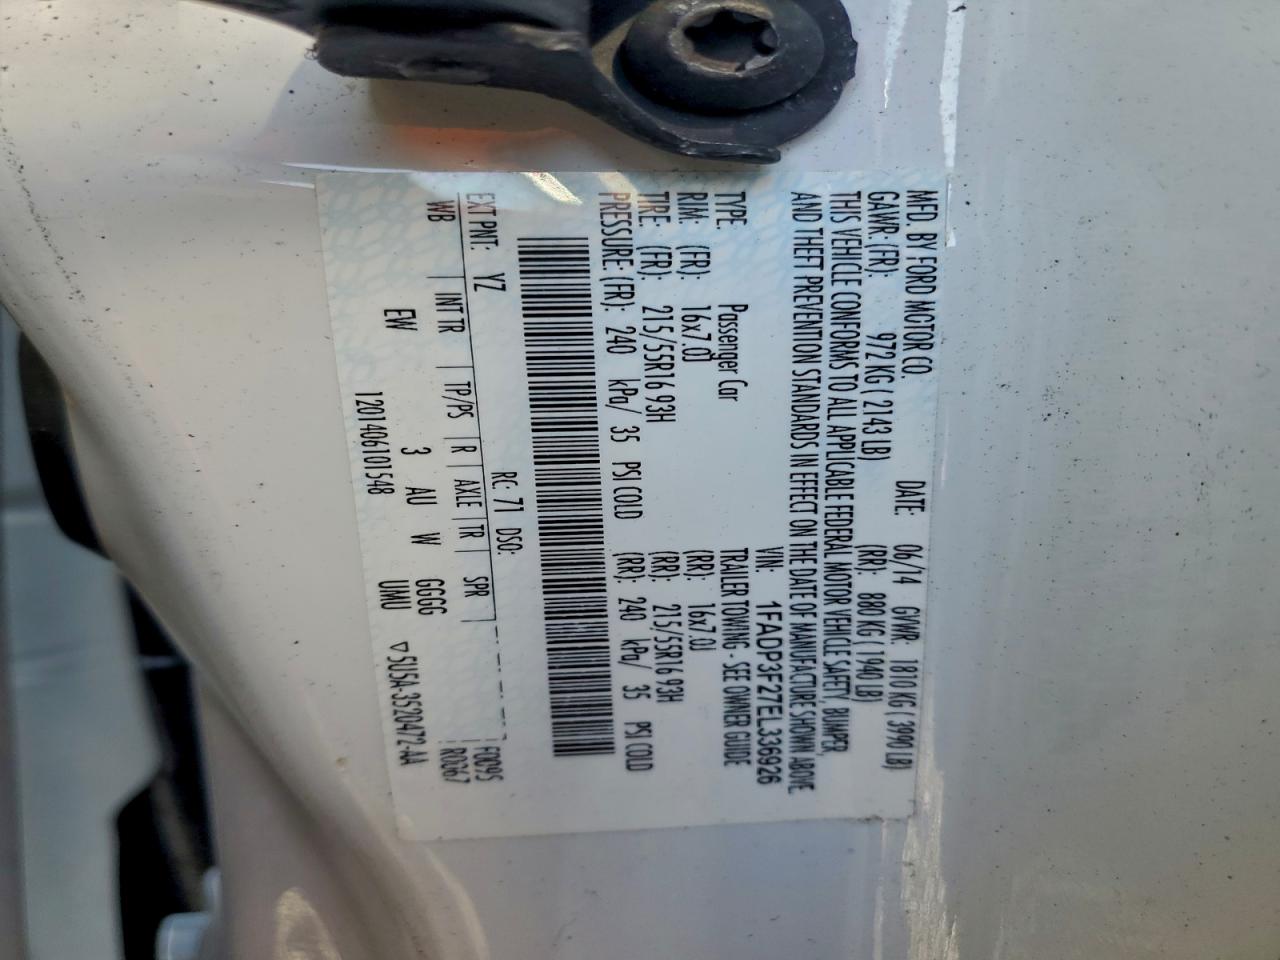 MFD. BY FORD MOTOR CO.
DATE: 06/14 GVWR: 1810 KG ( 3990 LB)
GAWR: (FR): 972 KG ( 2143 LB) (RR): 880 KG ( 1940 LB)
THIS VEHICLE CONFORMS TO ALL APPLICABLE FEDERAL MOTOR VEHICLE SAFETY, BUMPER,
AND THEFT PREVENTION STANDARDS IN EFFECT ON THE DATE OF MANUFACTURE SHOWN ABOVE.
VIN: 1FADP3F27EL336926
TYPE: Passenger Car TRAILER TOWING - SEE OWNER GUIDE
RIM: (FR): 16x7.0J (RR): 16x7.0J
TIRE: (FR): 215/55R16 93H (RR): 215/55R16 93H
PRESSURE: (FR): 240 kPa/ 35 PSI COLD (RR): 240 kPa/ 35 PSI COLD
EXT PNT: YZ RC: 71 DSO: F0095
WB INT TR TP/PS R AXLE TR SPR R0367
EW 3 AU W GGGG
UMU ▽5U5A-3520472-AA
1201406101548